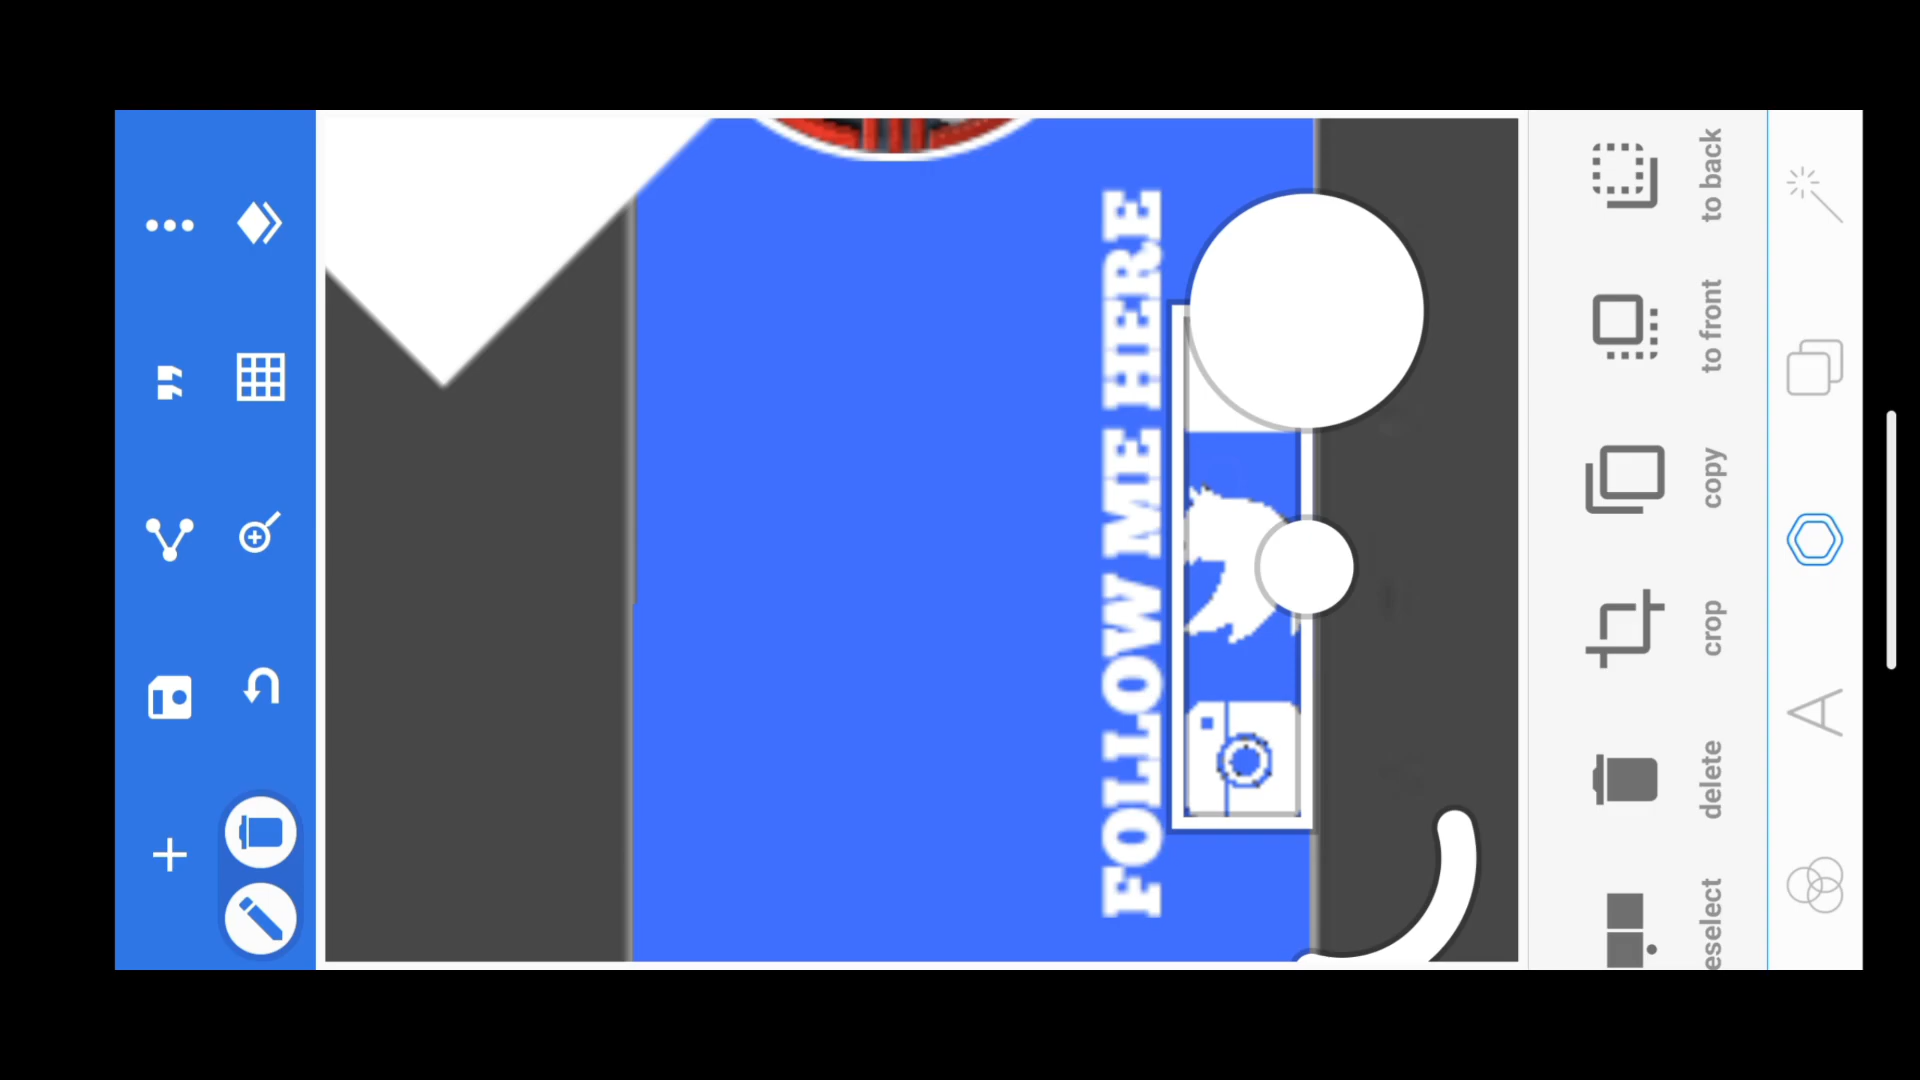 FOLLOW ME HERE
eselect
delete
crop
copy
to front
to back